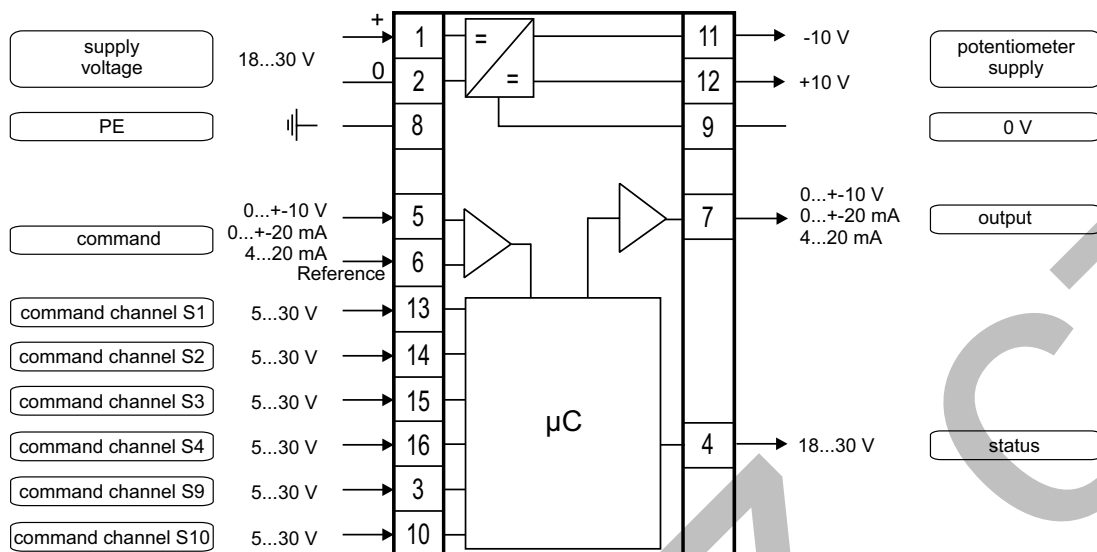 supply
voltage
18...30 V
+
0
1
2
=
=
11
12
-10 V
+10 V
potentiometer
supply
PE
8
9
0 V
command
0...+-10 V
0...+-20 mA
4...20 mA
Reference
5
6
7
0...+-10 V
0...+-20 mA
4...20 mA
output
command channel S1
5...30 V
13
command channel S2
5...30 V
14
command channel S3
5...30 V
15
µC
command channel S4
5...30 V
16
4
18...30 V
status
command channel S9
5...30 V
3
command channel S10
5...30 V
10